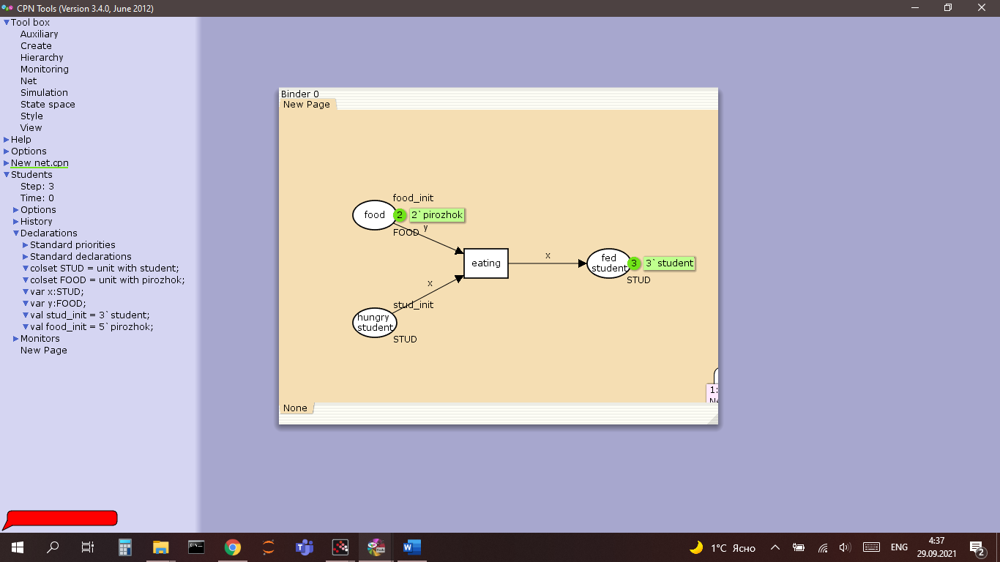 CPN Tools (Version 3.4.0, June 2012)
Tool box
Auxiliary
Create
Hierarchy
Monitoring
Net
Simulation
State space
Style
View
Help
Options
New net.cpn
Students
Step: 3
Time: 0
Options
History
Declarations
Standard priorities
Standard declarations
colset STUD = unit with student;
colset FOOD = unit with pirozhok;
var x:STUD;
var y:FOOD;
val stud_init = 3`student;
val food_init = 5`pirozhok;
Monitors
New Page
Binder 0
New Page
food_init
food
2
2`pirozhok
FOOD
y
eating
x
fed
student
3
3`student
STUD
x
stud_init
hungry
student
STUD
1:
None
1°C Ясно
ENG
4:37
29.09.2021
2